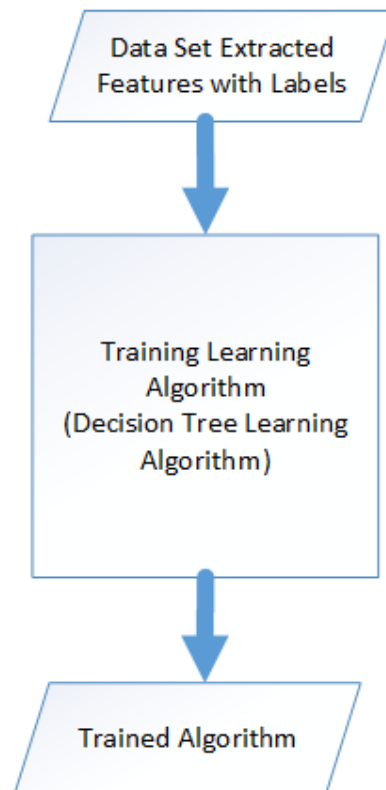 Data Set Extracted
Features with Labels
Training Learning
Algorithm
(Decision Tree Learning
Algorithm)
Trained Algorithm